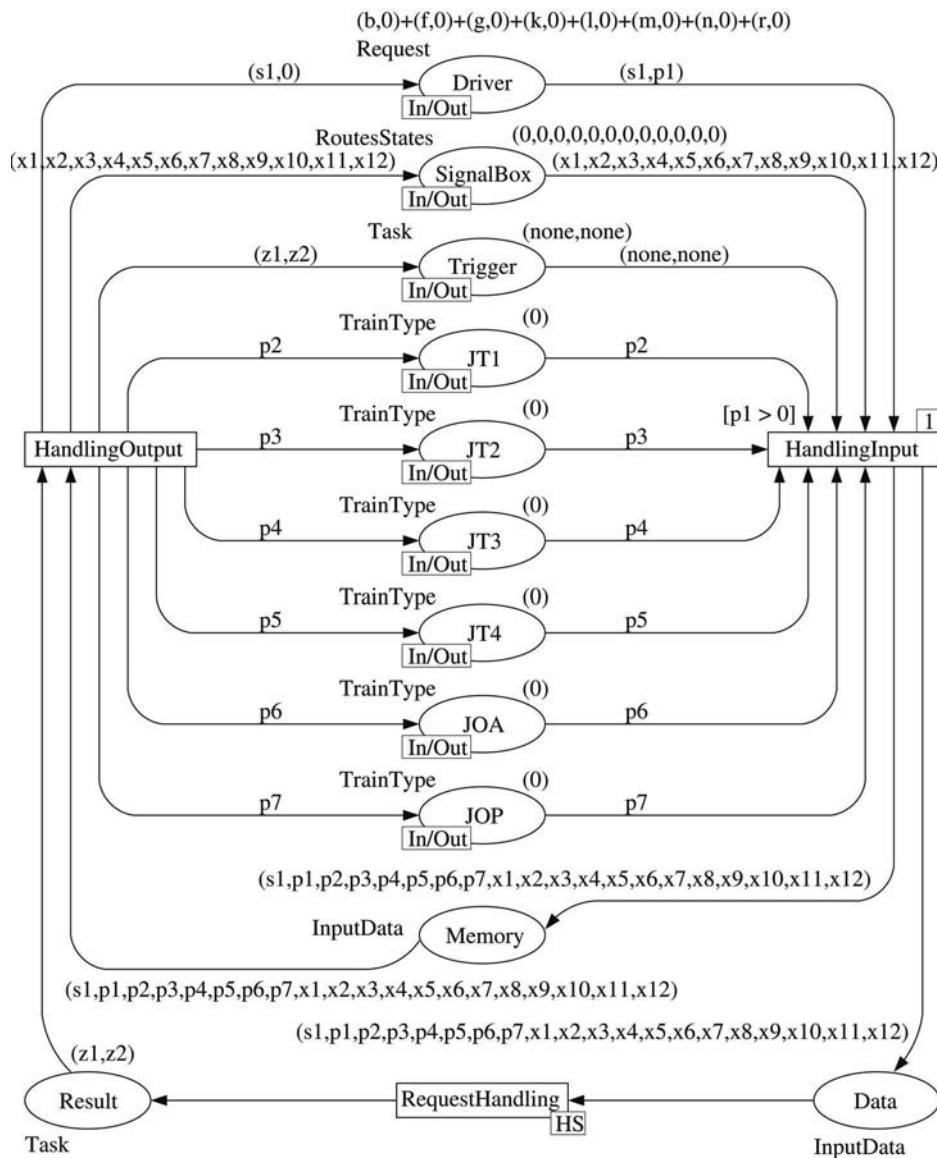 (b,0)+(f,0)+(g,0)+(k,0)+(l,0)+(m,0)+(n,0)+(r,0)
Request
(s1,0) Driver (s1,p1)
In/Out
RoutesStates (0,0,0,0,0,0,0,0,0,0,0,0)
(x1,x2,x3,x4,x5,x6,x7,x8,x9,x10,x11,x12) SignalBox (x1,x2,x3,x4,x5,x6,x7,x8,x9,x10,x11,x12)
In/Out
Task (none,none)
(z1,z2) Trigger (none,none)
In/Out
TrainType (0)
p2 JT1 p2
In/Out
TrainType (0) [p1 > 0] 1
HandlingOutput p3 JT2 p3 HandlingInput
In/Out
TrainType (0)
p4 JT3 p4
In/Out
TrainType (0)
p5 JT4 p5
In/Out
TrainType (0)
p6 JOA p6
In/Out
TrainType (0)
p7 JOP p7
In/Out
(s1,p1,p2,p3,p4,p5,p6,p7,x1,x2,x3,x4,x5,x6,x7,x8,x9,x10,x11,x12)
InputData Memory
(s1,p1,p2,p3,p4,p5,p6,p7,x1,x2,x3,x4,x5,x6,x7,x8,x9,x10,x11,x12)
(s1,p1,p2,p3,p4,p5,p6,p7,x1,x2,x3,x4,x5,x6,x7,x8,x9,x10,x11,x12)
(z1,z2)
Result RequestHandling Data
HS
Task InputData